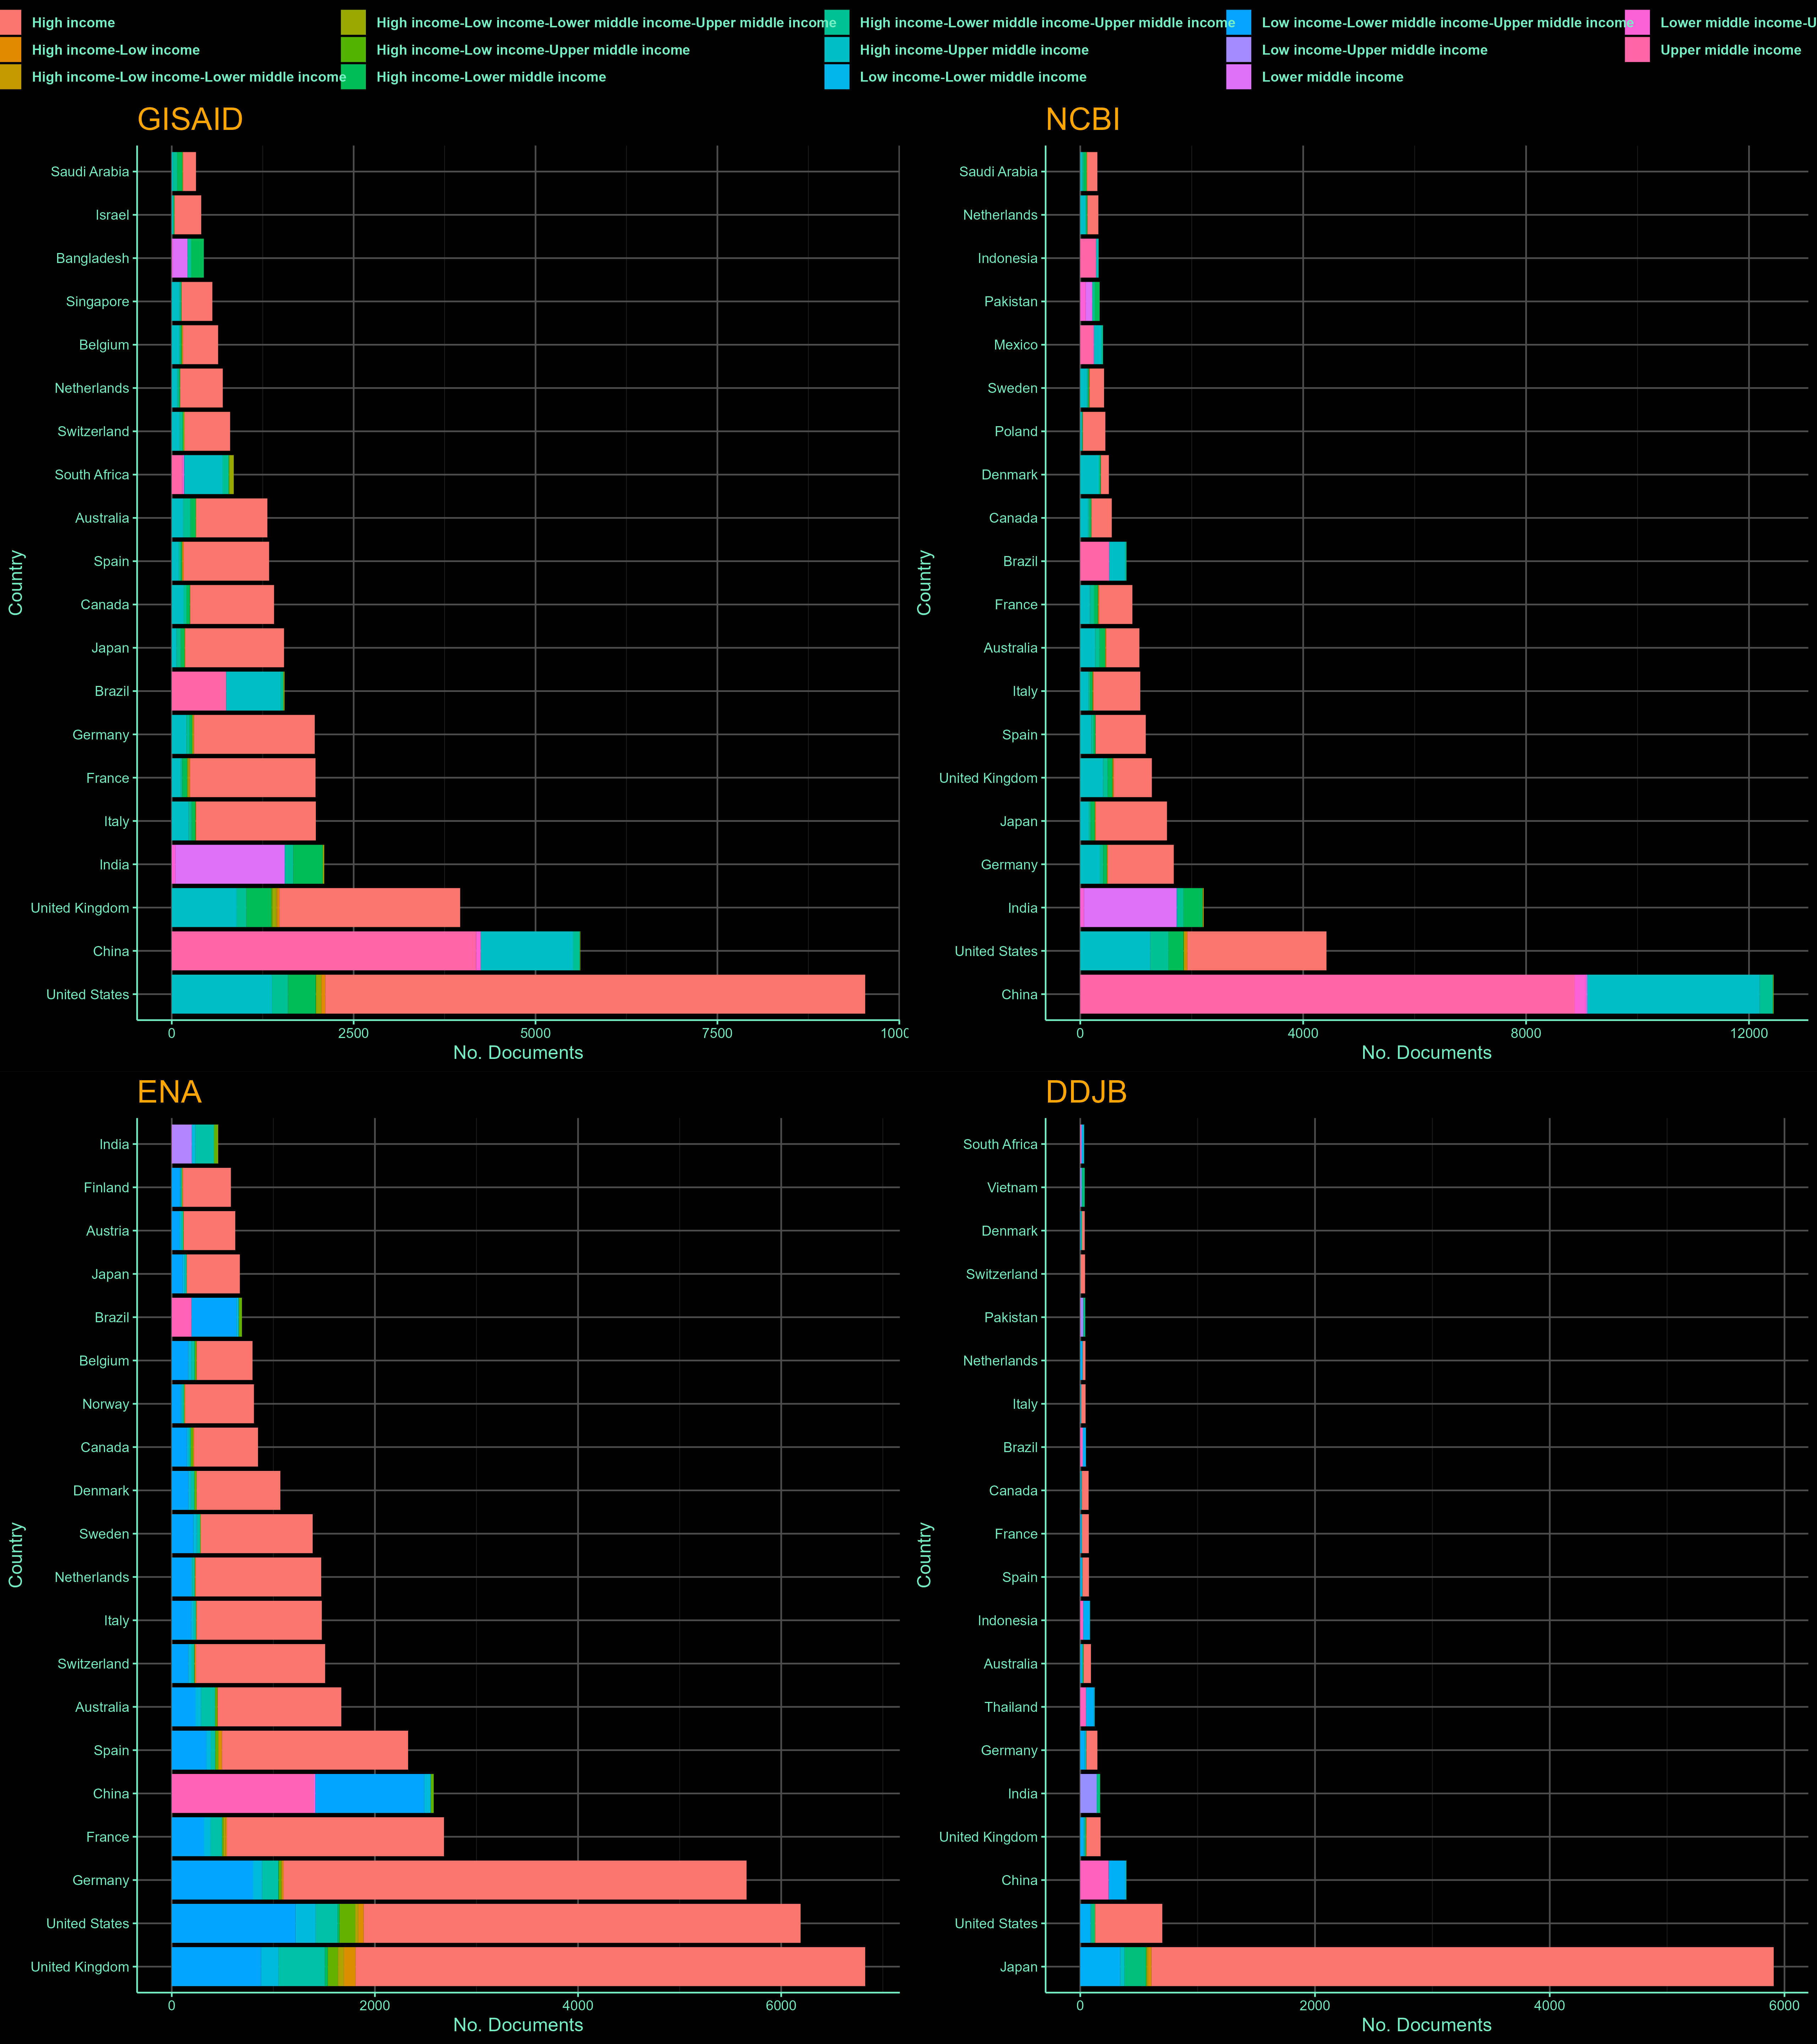 High income
High income-Low income-Lower middle income-Upper middle income
High income-Lower middle income-Upper middle income
Low income-Lower middle income-Upper middle income
Lower middle income-U
High income-Low income
High income-Low income-Upper middle income
High income-Upper middle income
Low income-Upper middle income
Upper middle income
High income-Low income-Lower middle income
High income-Lower middle income
Low income-Lower middle income
Lower middle income
GISAID
Country
Saudi Arabia
Israel
Bangladesh
Singapore
Belgium
Netherlands
Switzerland
South Africa
Australia
Spain
Canada
Japan
Brazil
Germany
France
Italy
India
United Kingdom
China
United States
0 2500 5000 7500 1000
No. Documents
NCBI
Country
Saudi Arabia
Netherlands
Indonesia
Pakistan
Mexico
Sweden
Poland
Denmark
Canada
Brazil
France
Australia
Italy
Spain
United Kingdom
Japan
Germany
India
United States
China
0 4000 8000 12000
No. Documents
ENA
Country
India
Finland
Austria
Japan
Brazil
Belgium
Norway
Canada
Denmark
Sweden
Netherlands
Italy
Switzerland
Australia
Spain
China
France
Germany
United States
United Kingdom
0 2000 4000 6000
No. Documents
DDJB
Country
South Africa
Vietnam
Denmark
Switzerland
Pakistan
Netherlands
Italy
Brazil
Canada
France
Spain
Indonesia
Australia
Thailand
Germany
India
United Kingdom
China
United States
Japan
0 2000 4000 6000
No. Documents